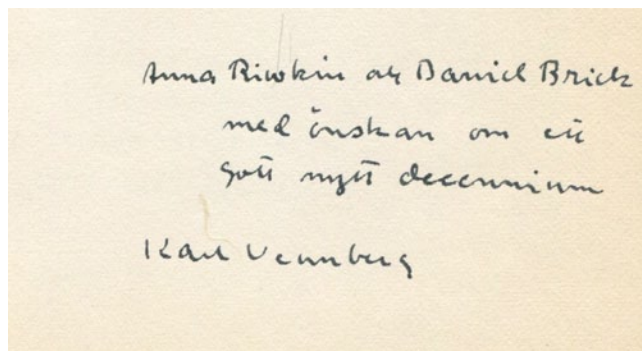 Anna Riwkin och Daniel Brick
med önskan om ett
gott nytt decennium
Karl Vennberg